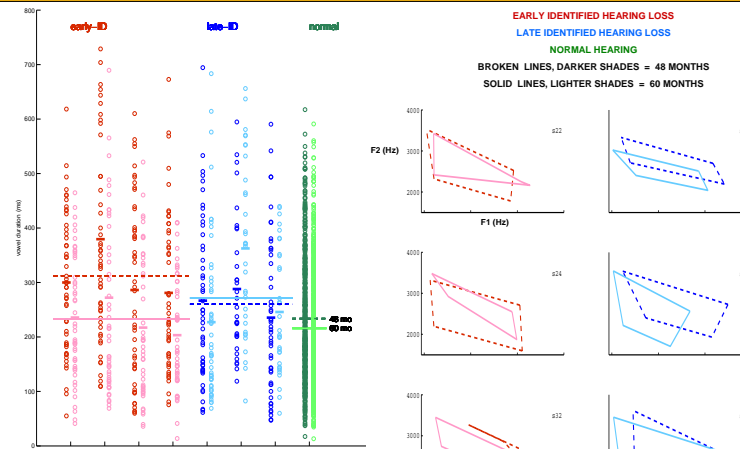 800
700
600
500
400
300
200
100
0
vowel duration (ms)
early-ID
late-ID
normal
48 mo
60 mo
EARLY IDENTIFIED HEARING LOSS
LATE IDENTIFIED HEARING LOSS
NORMAL HEARING
BROKEN LINES, DARKER SHADES = 48 MONTHS
SOLID LINES, LIGHTER SHADES = 60 MONTHS
4000
3000
2000
F2 (Hz)
s22
F1 (Hz)
4000
3000
2000
s24
4000
3000
s32